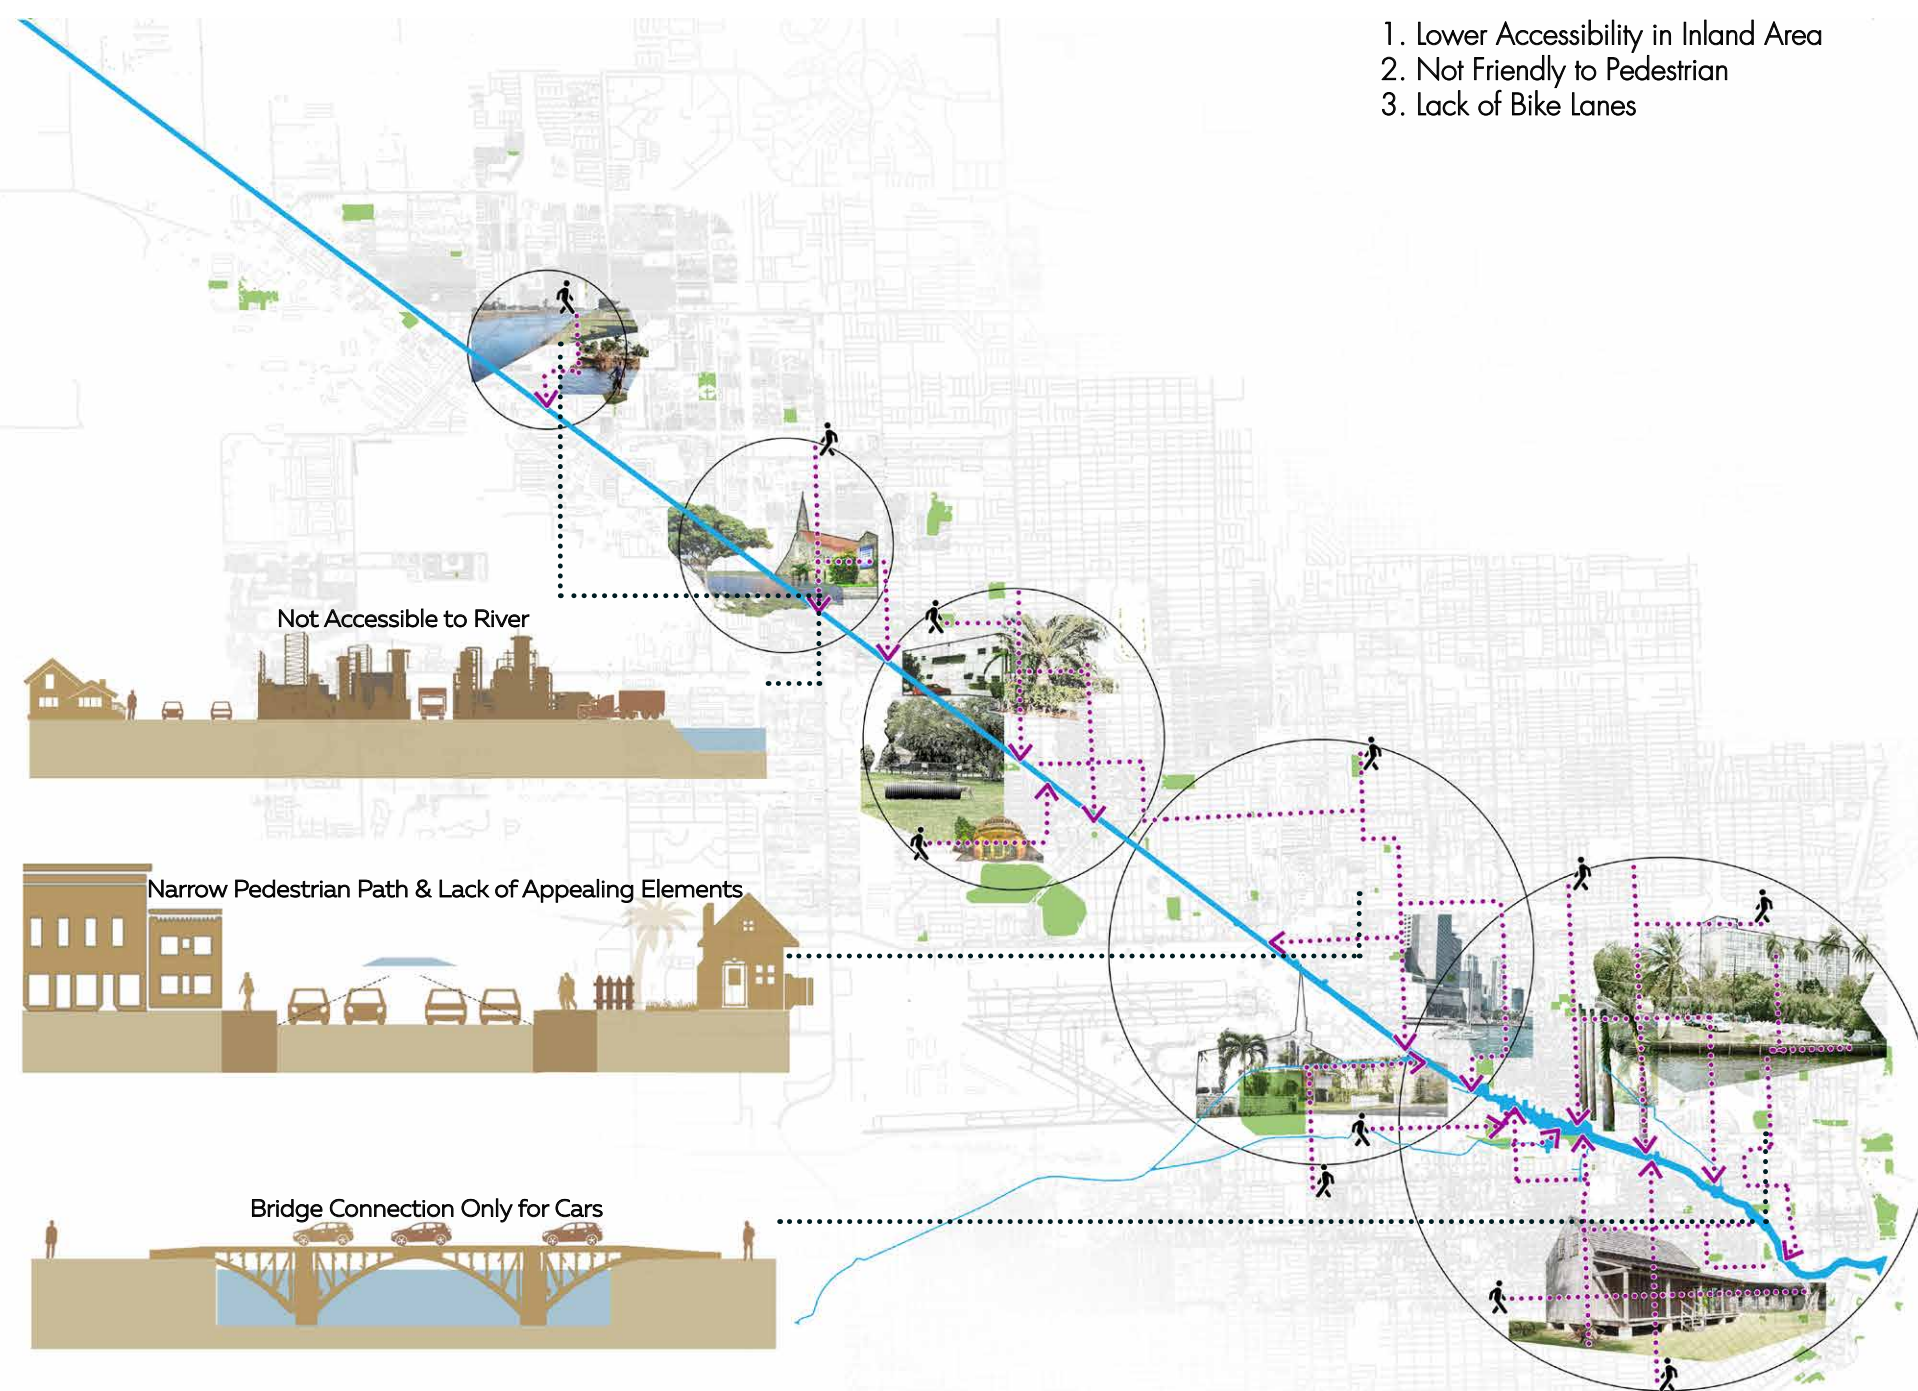 1. Lower Accessibility in Inland Area
2. Not Friendly to Pedestrian
3. Lack of Bike Lanes
Not Accessible to River
Narrow Pedestrian Path & Lack of Appealing Elements
Bridge Connection Only for Cars